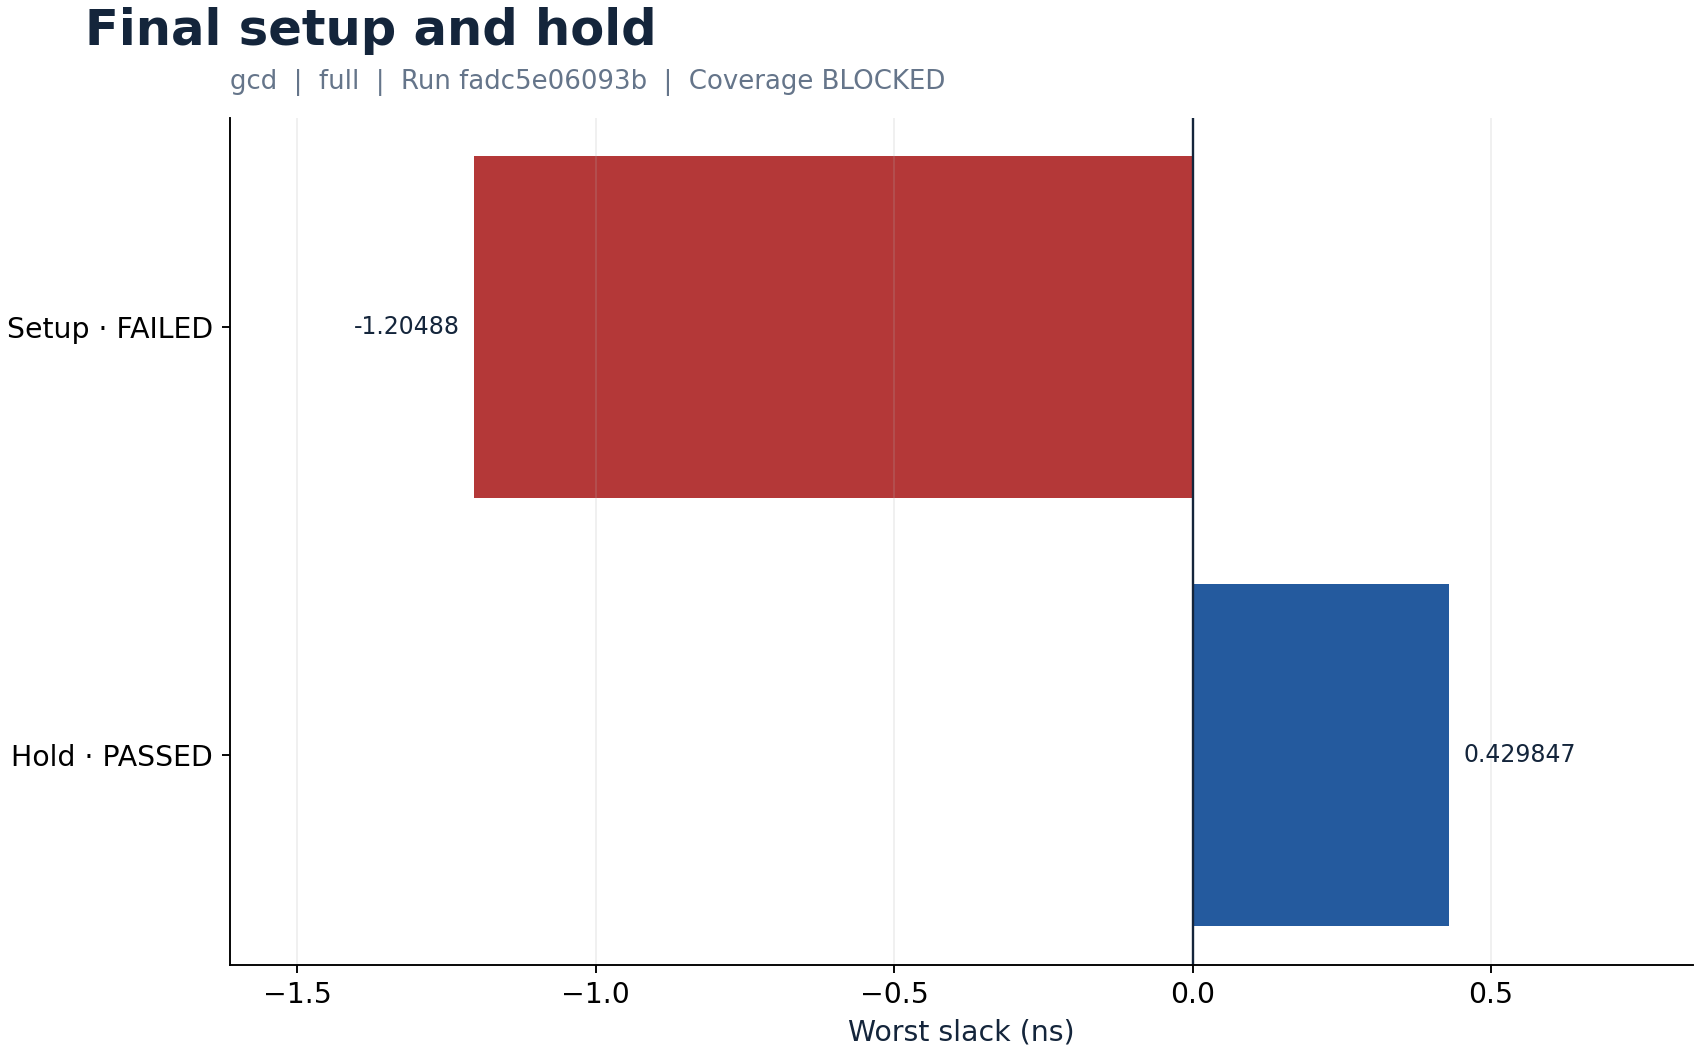 Final setup and hold
gcd | full | Run fadc5e06093b | Coverage BLOCKED
Setup · FAILED
-1.20488
Hold · PASSED
0.429847
−1.5
−1.0
−0.5
0.0
0.5
Worst slack (ns)